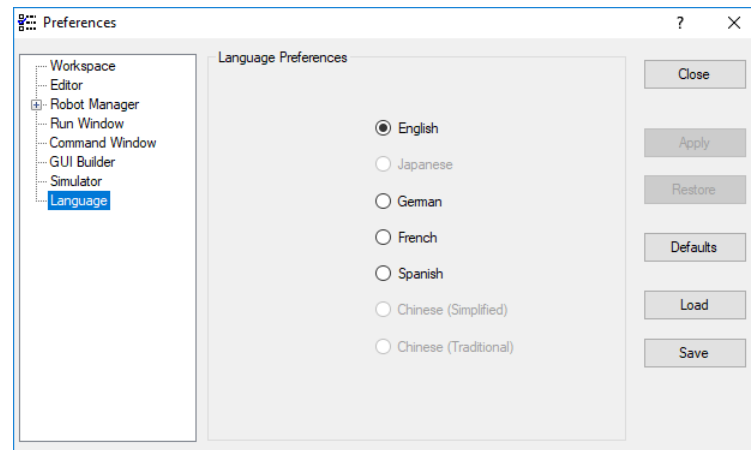 Preferences
?
Workspace
Editor
Robot Manager
Run Window
Command Window
GUI Builder
Simulator
Language
Language Preferences
English
Japanese
German
French
Spanish
Chinese (Simplified)
Chinese (Traditional)
Close
Apply
Restore
Defaults
Load
Save